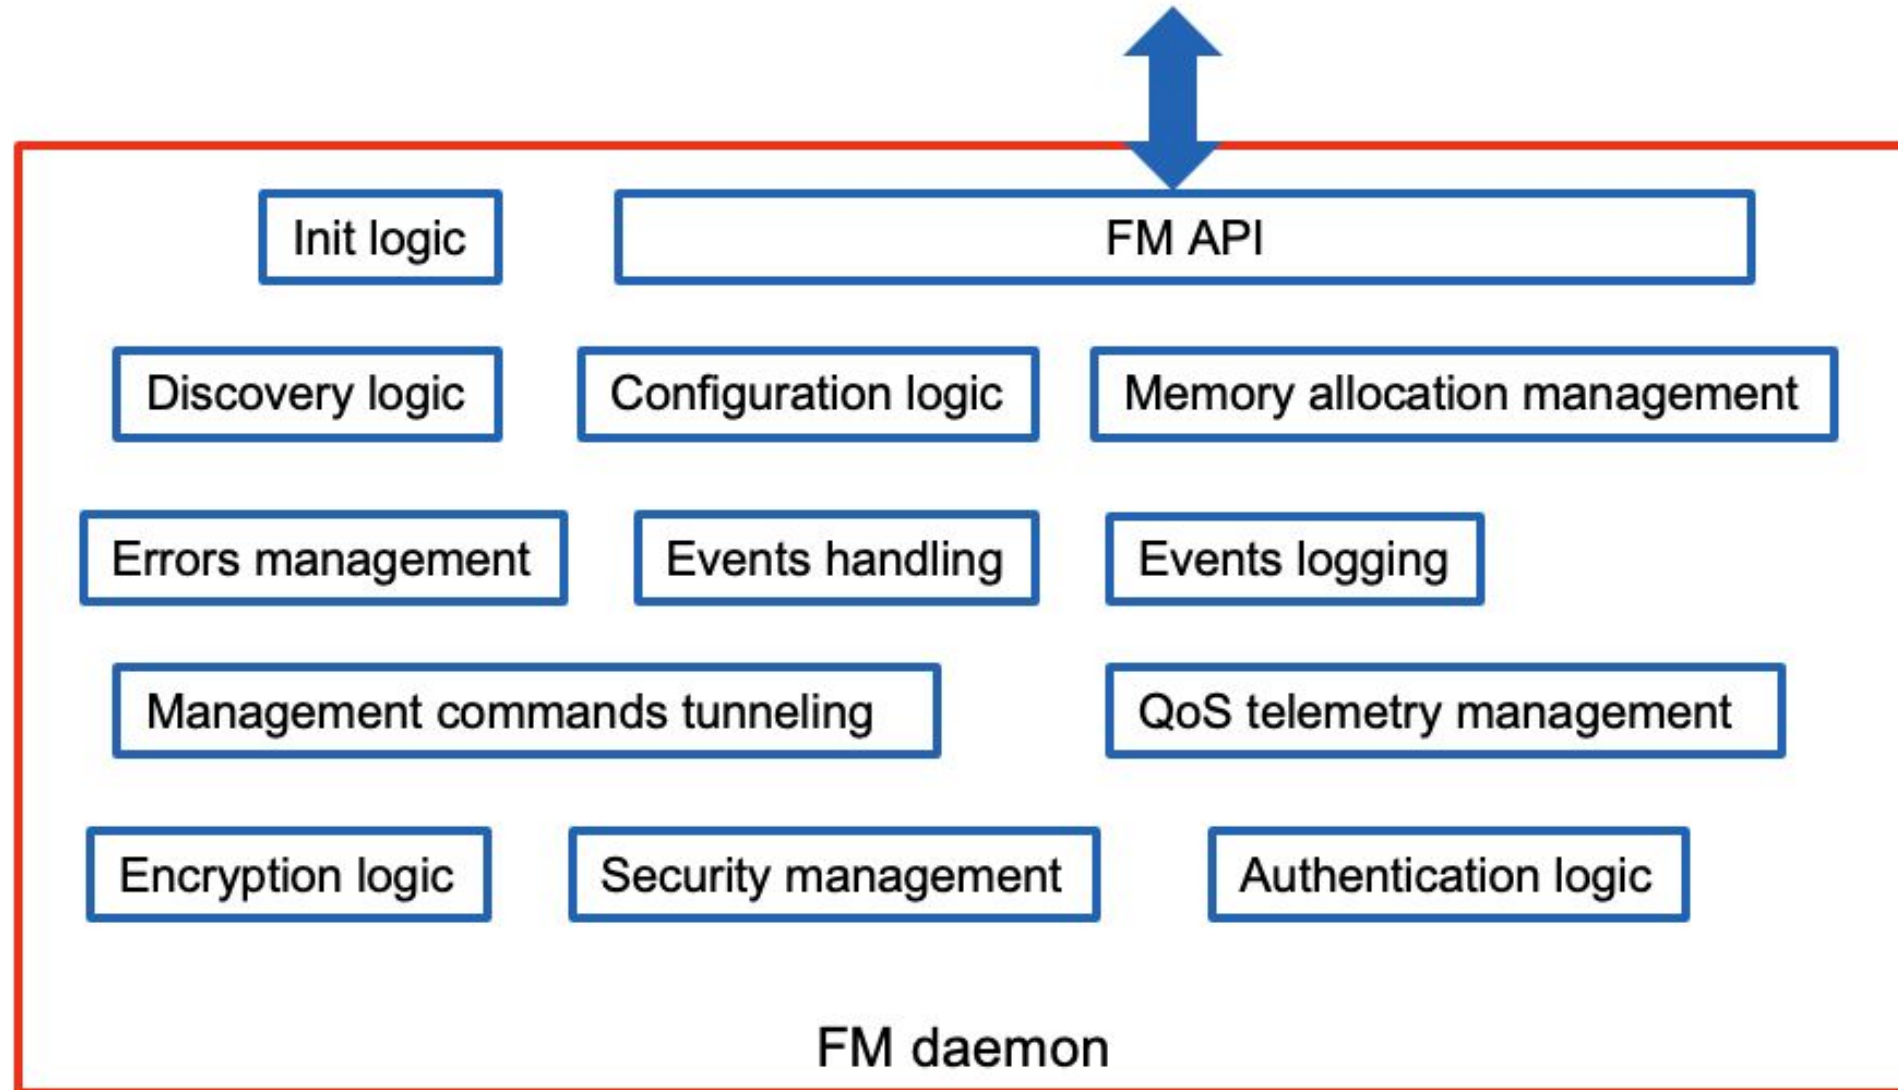 Init logic
FM API
Discovery logic
Configuration logic
Memory allocation management
Errors management
Events handling
Events logging
Management commands tunneling
QoS telemetry management
Encryption logic
Security management
Authentication logic
FM daemon